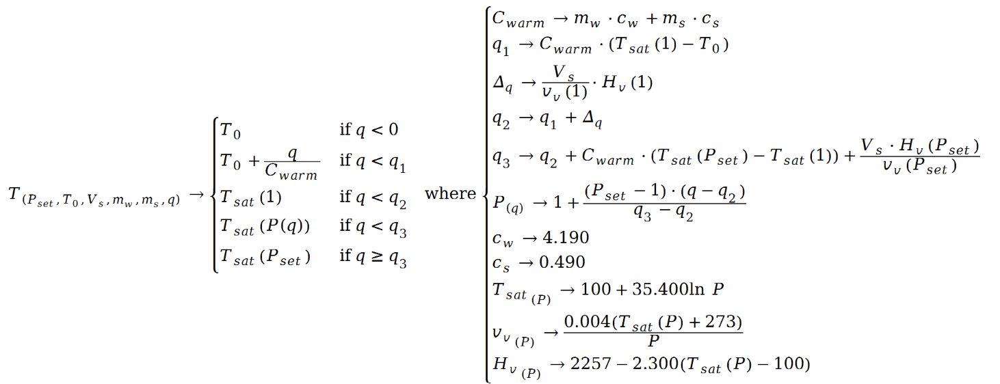 T (P_set, T_0, V_s, m_w, m_s, q) → { T_0 if q < 0
T_0 + q / C_warm if q < q_1
T_sat (1) if q < q_2
T_sat (P(q)) if q < q_3
T_sat (P_set) if q ≥ q_3
where
C_warm → m_w · c_w + m_s · c_s
q_1 → C_warm · (T_sat (1) − T_0)
Δ_q → V_s / v_v (1) · H_v (1)
q_2 → q_1 + Δ_q
q_3 → q_2 + C_warm · (T_sat (P_set) − T_sat (1)) + V_s · H_v (P_set) / v_v (P_set)
P_(q) → 1 + (P_set − 1) · (q − q_2) / q_3 − q_2
c_w → 4.190
c_s → 0.490
T_sat (P) → 100 + 35.400ln P
v_v (P) → 0.004(T_sat (P) + 273) / P
H_v (P) → 2257 − 2.300(T_sat (P) − 100)